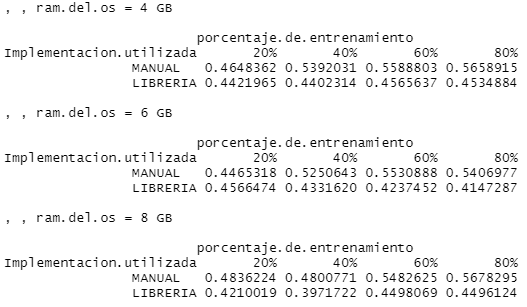 , , ram.del.os = 4 GB
porcentaje.de.entrenamiento
Implementacion.utilizada 20% 40% 60% 80%
MANUAL 0.4648362 0.5392031 0.5588803 0.5658915
LIBRERIA 0.4421965 0.4402314 0.4565637 0.4534884
, , ram.del.os = 6 GB
porcentaje.de.entrenamiento
Implementacion.utilizada 20% 40% 60% 80%
MANUAL 0.4465318 0.5250643 0.5530888 0.5406977
LIBRERIA 0.4566474 0.4331620 0.4237452 0.4147287
, , ram.del.os = 8 GB
porcentaje.de.entrenamiento
Implementacion.utilizada 20% 40% 60% 80%
MANUAL 0.4836224 0.4800771 0.5482625 0.5678295
LIBRERIA 0.4210019 0.3971722 0.4498069 0.4496124